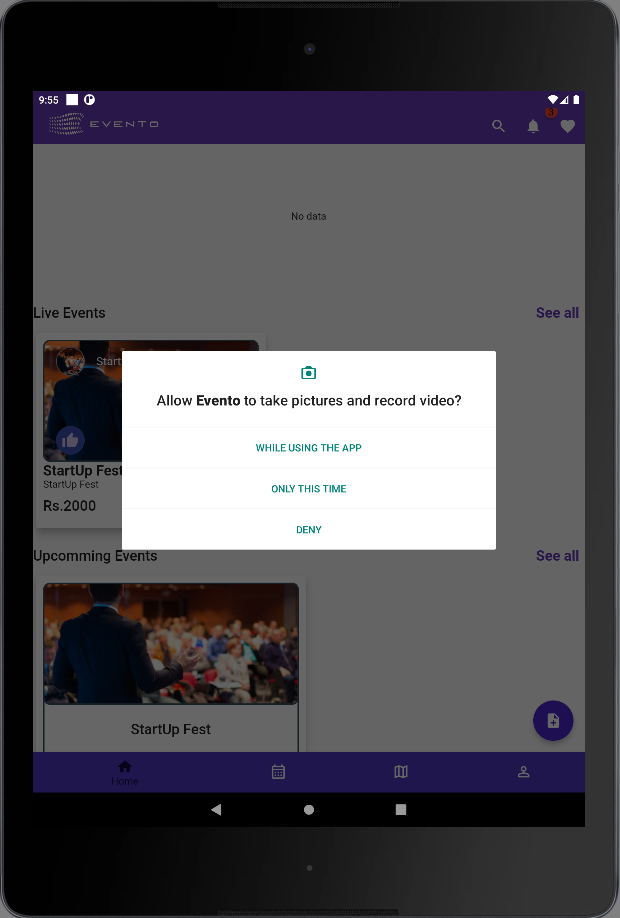 9:55
EVENTO
3
No data
Live Events See all
Start
Allow Evento to take pictures and record video?
WHILE USING THE APP
ONLY THIS TIME
DENY
StartUp Fest
StartUp Fest
Rs.2000
Upcomming Events See all
StartUp Fest
Home